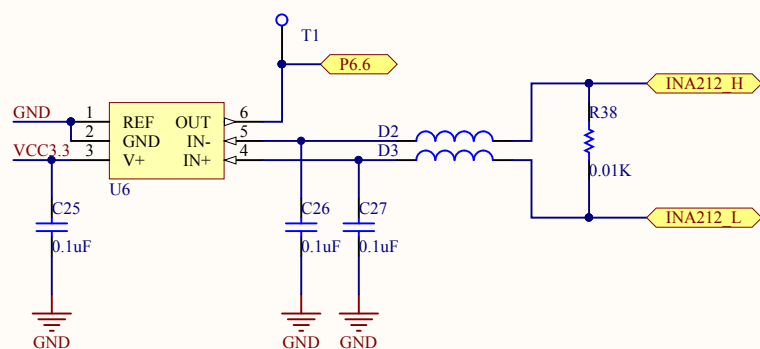 T1
P6.6
GND
1
REF
OUT
6
2
GND
IN-
5
VCC3.3
3
V+
IN+
4
U6
D2
D3
INA212_H
R38
0.01K
INA212_L
C25
0.1uF
C26
0.1uF
C27
0.1uF
GND
GND
GND